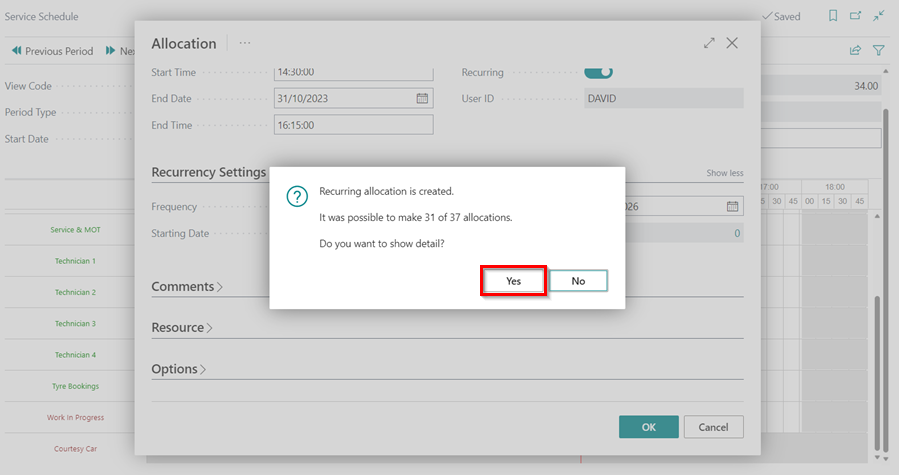 Service Schedule
Saved
Previous Period
View Code
34.00
Period Type
Start Date
17:00 18:00
30 45 00 15 30 45
Service & MOT
Technician 1
Technician 2
Technician 3
Technician 4
Tyre Bookings
Work In Progress
Courtesy Car
Allocation ...
Start Time 14:30:00
Recurring
End Date 31/10/2023
User ID DAVID
End Time 16:15:00
Recurrency Settings
Show less
Frequency
Starting Date
0
Comments
Resource
Options
OK Cancel
Recurring allocation is created.
It was possible to make 31 of 37 allocations.
Do you want to show detail?
Yes No